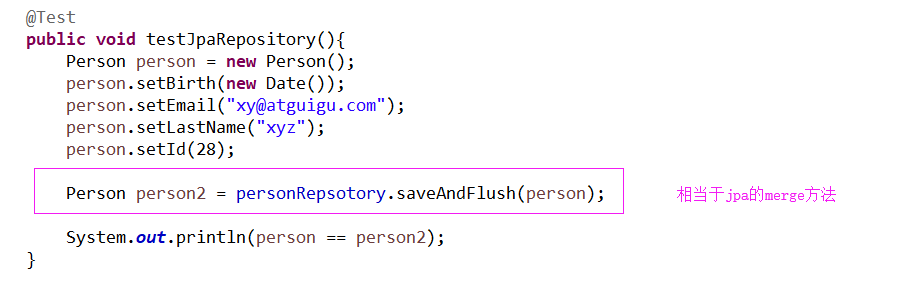 @Test
public void testJpaRepository(){
Person person = new Person();
person.setBirth(new Date());
person.setEmail("xy@atguigu.com");
person.setLastName("xyz");
person.setId(28);
Person person2 = personRepsotory.saveAndFlush(person);
相当于jpa的merge方法
System.out.println(person == person2);
}